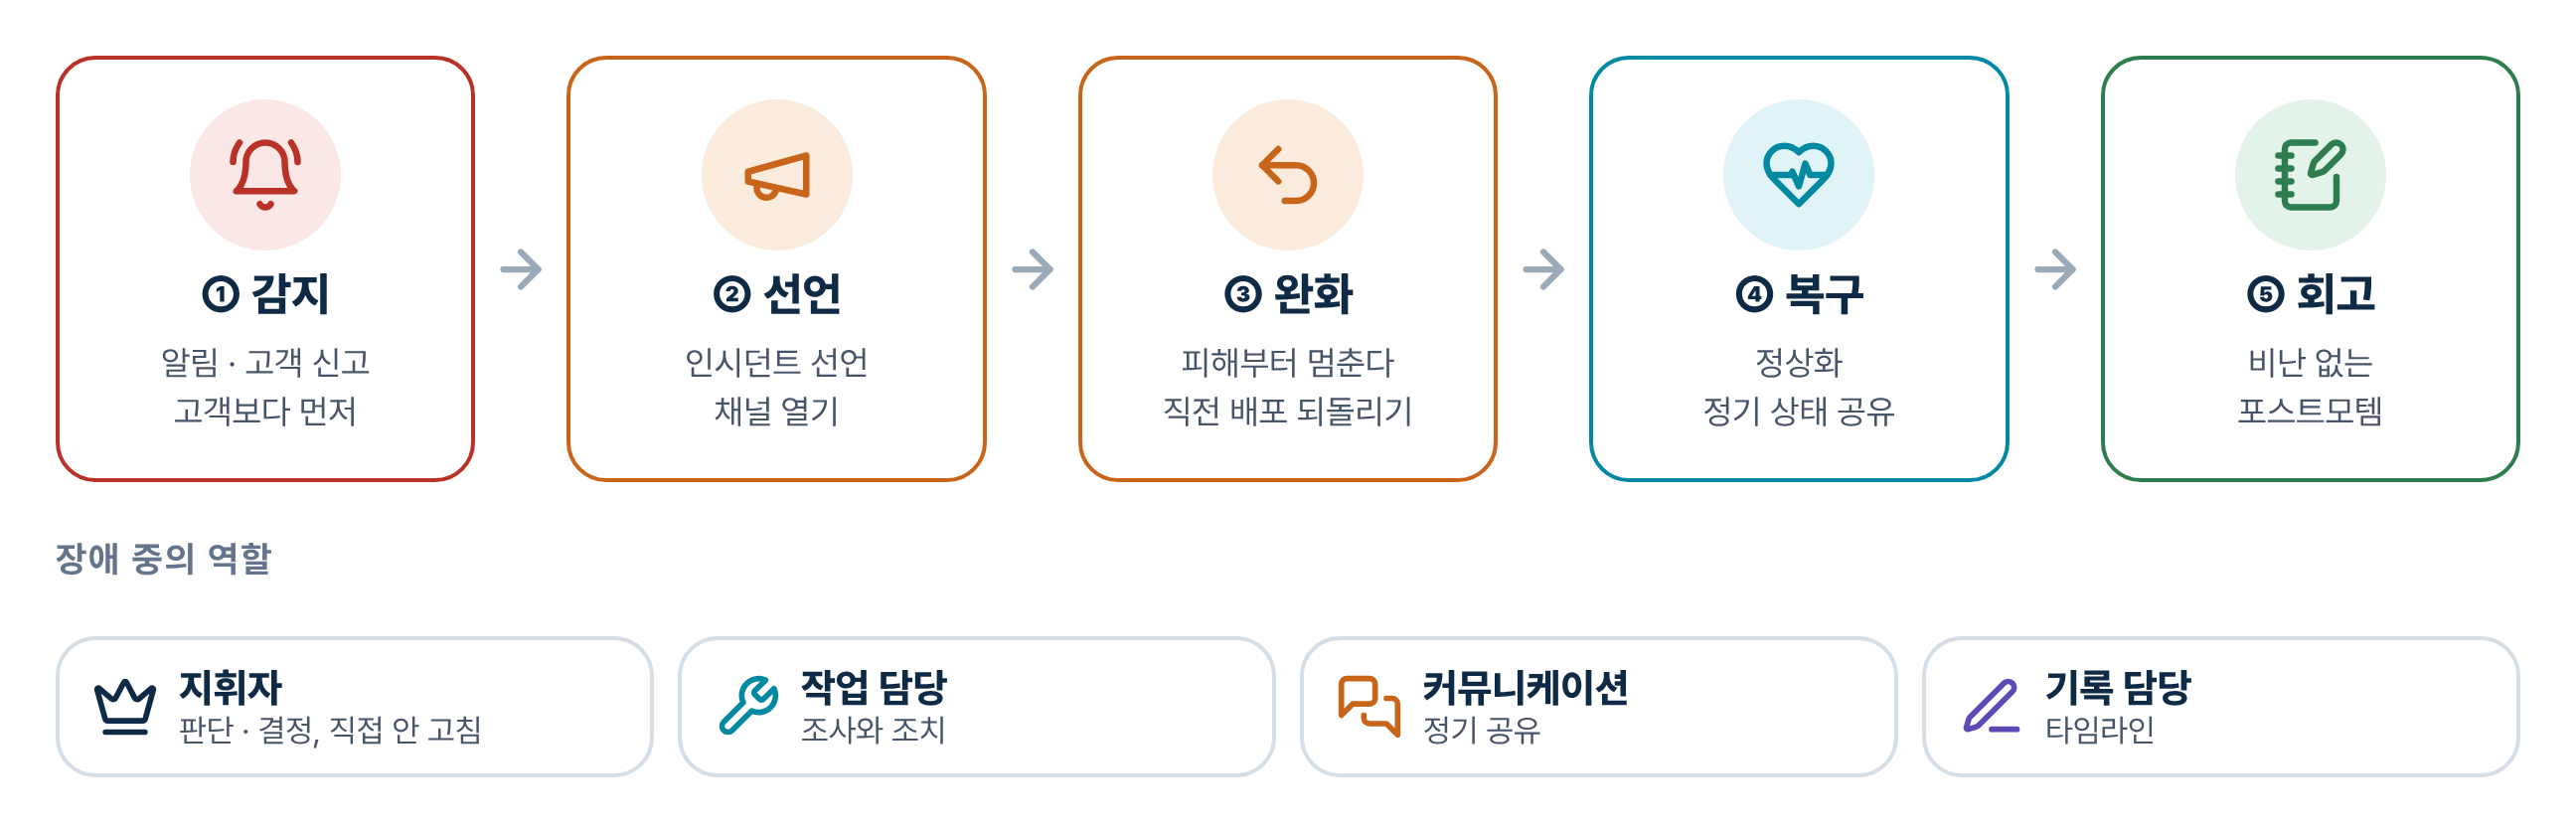 ① 감지
알림 · 고객 신고
고객보다 먼저
② 선언
인시던트 선언
채널 열기
③ 완화
피해부터 멈춘다
직전 배포 되돌리기
④ 복구
정상화
정기 상태 공유
⑤ 회고
비난 없는
포스트모템
장애 중의 역할
지휘자
판단 · 결정, 직접 안 고침
작업 담당
조사와 조치
커뮤니케이션
정기 공유
기록 담당
타임라인